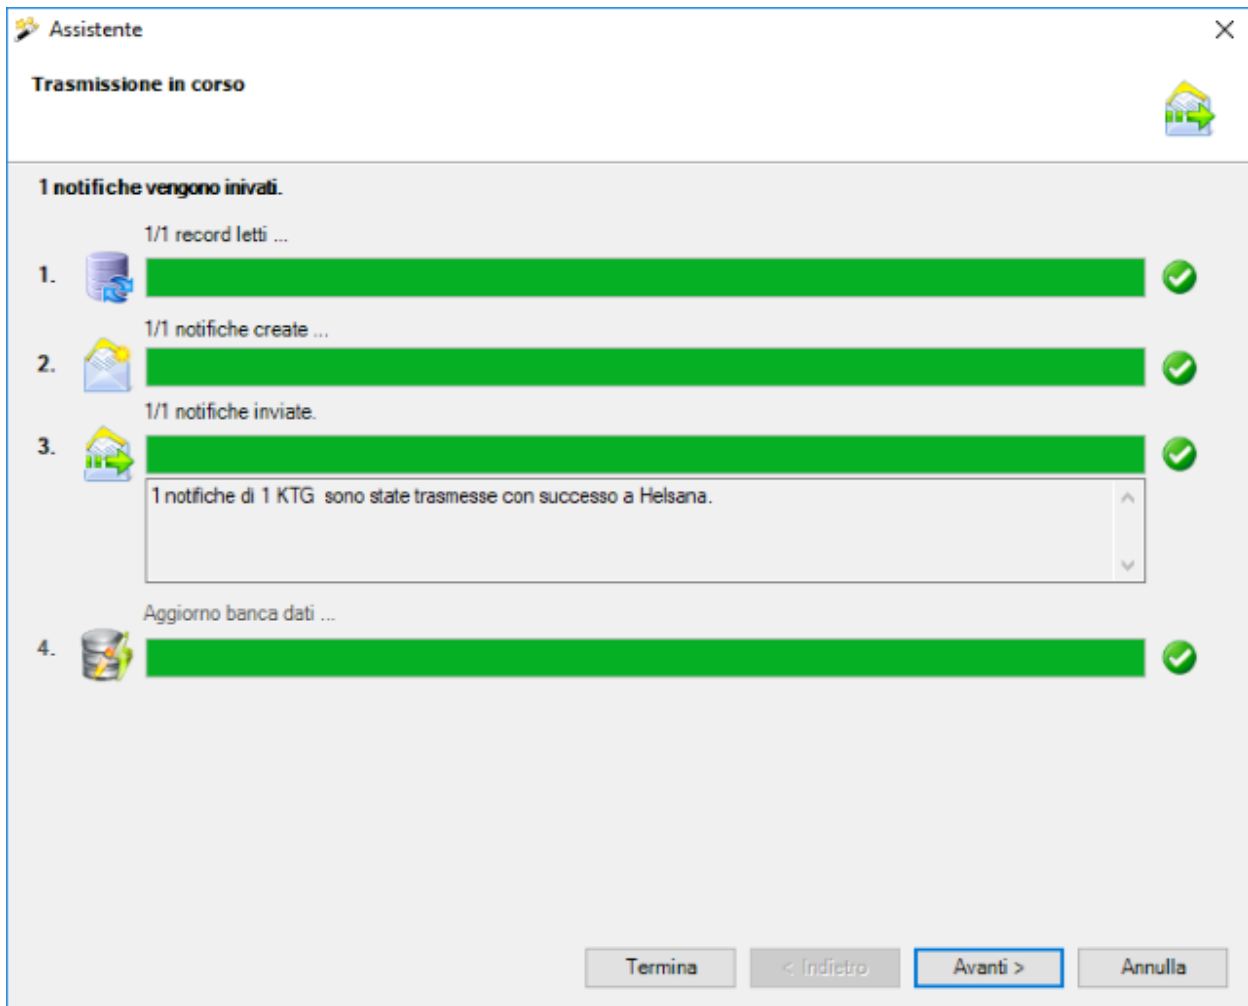 Assistente
Trasmissione in corso
1 notifiche vengono inivati.
1/1 record letti ...
1.
1/1 notifiche create ...
2.
1/1 notifiche inviate.
3.
1 notifiche di 1 KTG  sono state trasmesse con successo a Helsana.
Aggiorno banca dati ...
4.
Termina < Indietro Avanti > Annulla